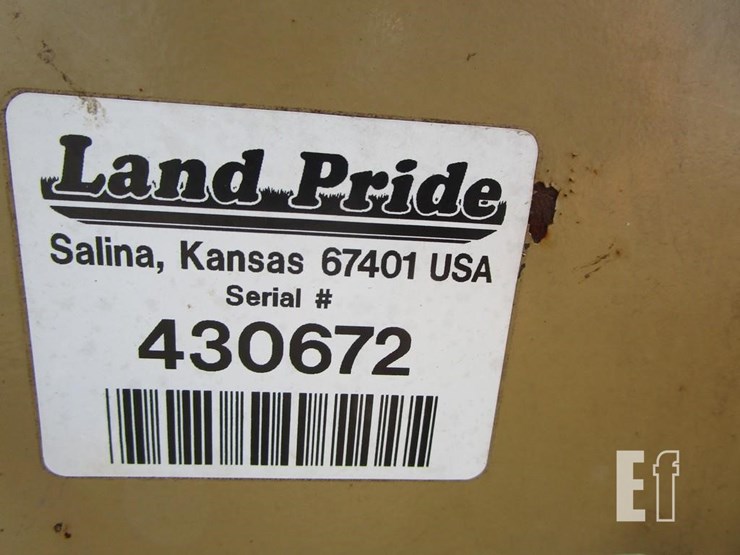 Land Pride
Salina, Kansas 67401 USA
Serial #
430672
Ef